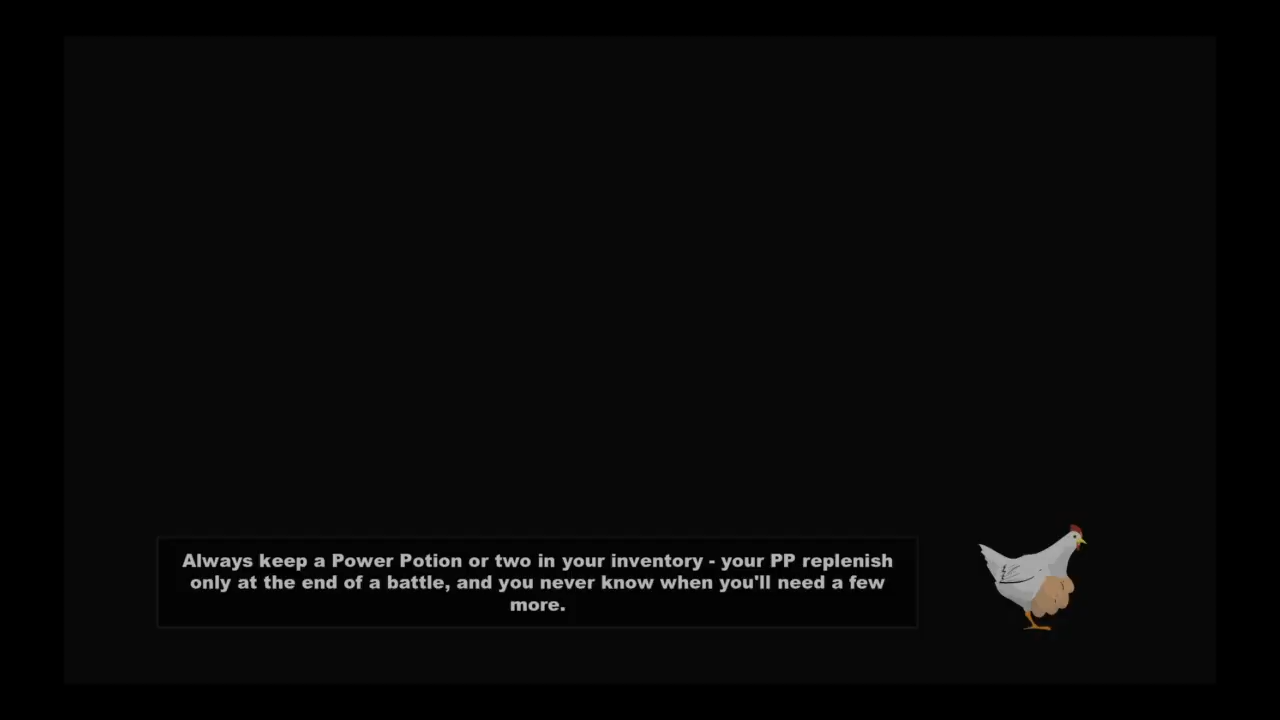 Always keep a Power Potion or two in your inventory - your PP replenish
only at the end of a battle, and you never know when you'll need a few
more.